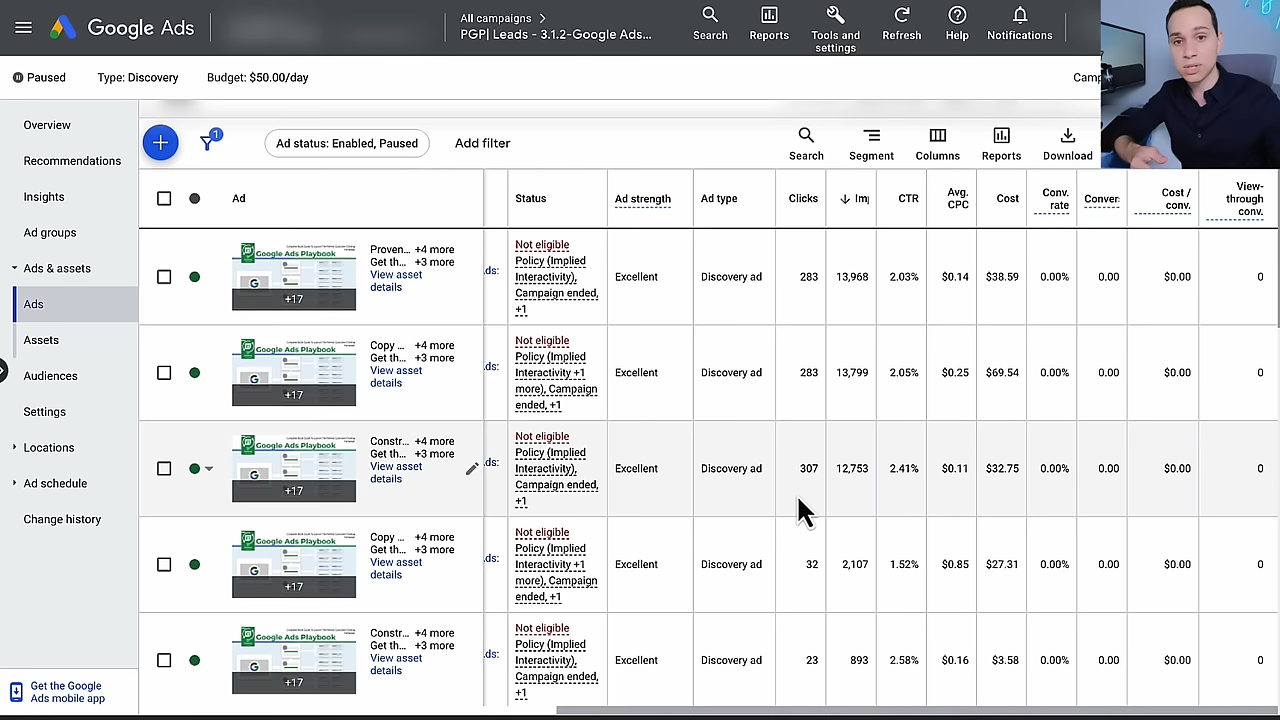 Google Ads
All campaigns
PGP| Leads - 3.1.2-Google Ads...
Search
Reports
Tools and
settings
Refresh
Help
Notifications
Paused
Type: Discovery
Budget: $50.00/day
Camp
Overview
Recommendations
Insights
Ad groups
Ads & assets
Ads
Assets
Audiences
Settings
Locations
Ad schedule
Change history
Get the Google
Ads mobile app
1
Ad status: Enabled, Paused
Add filter
Search
Segment
Columns
Reports
Download
Ad
Status
Ad strength
Ad type
Clicks
Im
CTR
Avg.
CPC
Cost
Conv.
rate
Conver
Cost /
conv.
View-
through
conv.
Google Ads Playbook
G
+17
Proven... +4 more
Get th... +3 more
View asset
details
ds:
Not eligible
Policy (Implied
Interactivity),
Campaign ended,
+1
Excellent
Discovery ad
283
13,968
2.03%
$0.14
$38.59
0.00%
0.00
$0.00
0
Google Ads Playbook
G
+17
Copy ... +4 more
Get th... +3 more
View asset
details
ds:
Not eligible
Policy (Implied
Interactivity +1
more), Campaign
ended, +1
Excellent
Discovery ad
283
13,799
2.05%
$0.25
$69.54
0.00%
0.00
$0.00
0
Google Ads Playbook
G
+17
Constr... +4 more
Get th... +3 more
View asset
details
ds:
Not eligible
Policy (Implied
Interactivity),
Campaign ended,
+1
Excellent
Discovery ad
307
12,753
2.41%
$0.11
$32.75
0.00%
0.00
$0.00
0
Google Ads Playbook
G
+17
Copy ... +4 more
Get th... +3 more
View asset
details
ds:
Not eligible
Policy (Implied
Interactivity +1
more), Campaign
ended, +1
Excellent
Discovery ad
32
2,107
1.52%
$0.85
$27.31
0.00%
0.00
$0.00
0
Google Ads Playbook
G
+17
Constr... +4 more
Get th... +3 more
View asset
details
ds:
Not eligible
Policy (Implied
Interactivity),
Campaign ended,
+1
Excellent
Discovery ad
23
893
2.58%
$0.16
$3.58
0.00%
0.00
$0.00
0